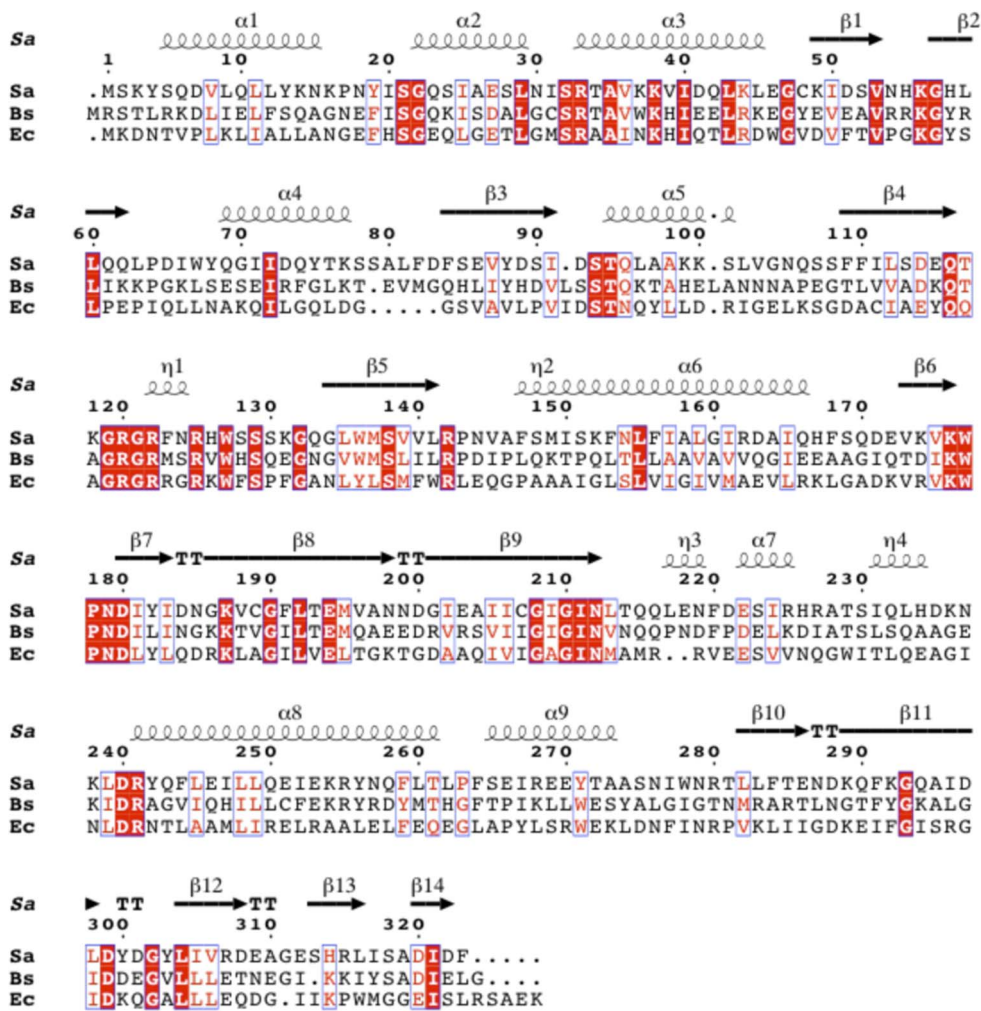 Sa α1 α2 α3 β1 β2
1 10 20 30 40 50
Sa .MSKYSQDVLQLLYKNKPNYISGQSIAESLNISRTAVKKVIDQLKLEGCKIDSVNHKGHL
Bs MRSTLRKDLIELFSQAGNEFISGQKISDALGCSRTAVWKHIEELRKEGYEVEAVRRKGYR
Ec .MKDNTVPLKLIALLANGEFHSGEQLGETLGMSRAAINKHIQTLRDWGVDVFTVPGKGYS
Sa α4 β3 α5 . β4
60 70 80 90 100 110
Sa LQQLPDIWYQGIIDQYTKSSALFDFSEVYDSI.DSTQLAAKK.SLVGNQSSFFILSDEQT
Bs LIKKPGKLSESEIRFGLKT.EVMGQHLIYHDVLSSTQKTAHELANNNAPEGTLVVADKQT
Ec LPEPIQLLNAKQILGQLDG.....GSVAVLPVIDSTNQYLLD.RIGELKSGDACIAEYQQ
Sa η1 β5 η2 α6 β6
120 130 140 150 160 170
Sa KGRGRFNRHWSSSKGQGLWMSVVLRPNVAFSMISKFNLFIALGIRDAIQHFSQDEVKVKW
Bs AGRGRMSRVWHSQEGNGVWMSLILRPDIPLQKTPQLTLLAAVAVVQGIEEAAGIQTDIKW
Ec AGRGRRGRKWFSPFGANLYLSMFWRLEQGPAAAIGLSLVIGIVMAEVLRKLGADKVRVKW
Sa β7 TT β8 TT β9 η3 α7 η4
180 190 200 210 220 230
Sa PNDIYIDNGKVCGFLTEMVANNDGIEAIICGIGINLTQQLENFDESIRHRATSIQLHDKN
Bs PNDILINGKKTVGILTEMQAEEDRVRSVIIGIGINVNQQPNDFPDELKDIATSLSQAAGE
Ec PNDLYLQDRKLAGILVELTGKTGDAAQIVIGAGINMAMR..RVEESVVNQGWITLQEAGI
Sa α8 α9 β10 TT β11
240 250 260 270 280 290
Sa KLDRYQFLEILLQEIEKRYNQFLTLPFSEIREEYTAASNIWNRTLLFTENDKQFKGQAID
Bs KIDRAGVIQHILLCFEKRYRDYMTHGFTPIKLLWESYALGIGTNMRARTLNGTFYGKALG
Ec NLDRNTLAAMLIRELRAALELFEQEGLAPYLSRWEKLDNFINRPVKLIIGDKEIFGISRG
Sa TT β12 TT β13 β14
300 310 320
Sa LDYDGYLIVRDEAGESHRLISADIDF.....
Bs IDDEGVLLLETNEGI.KKIYSADIELG....
Ec IDKQGALLLEQDG.IIKPWMGGEISLRSAEK